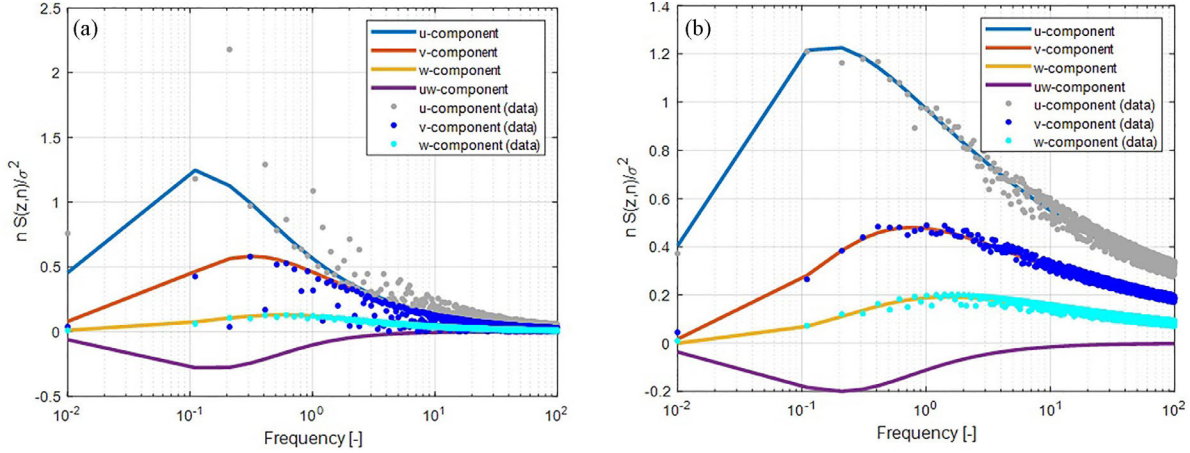 (a)
2.5
2
1.5
1
0.5
0
-0.5
n S(z,n)/σ²
10⁻²
10⁻¹
10⁰
10¹
10²
Frequency [-]
u-component
v-component
w-component
uw-component
u-component (data)
v-component (data)
w-component (data)
(b)
1.4
1.2
1
0.8
0.6
0.4
0.2
0
-0.2
n S(z,n)/σ²
10⁻²
10⁻¹
10⁰
10¹
10²
Frequency [-]
u-component
v-component
w-component
uw-component
u-component (data)
v-component (data)
w-component (data)